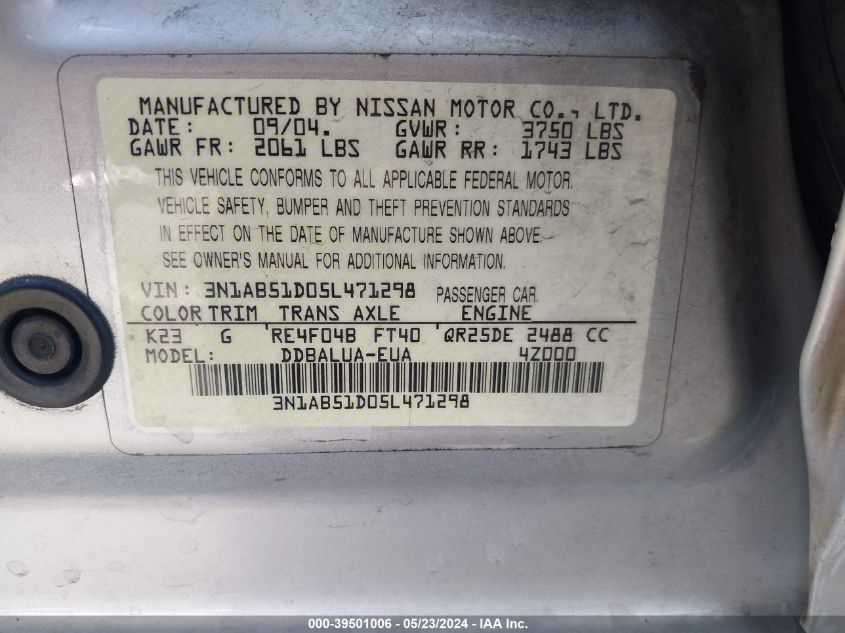 MANUFACTURED BY NISSAN MOTOR CO., LTD.
DATE: 09/04. GVWR: 3750 LBS
GAWR FR: 2061 LBS GAWR RR: 1743 LBS
THIS VEHICLE CONFORMS TO ALL APPLICABLE FEDERAL MOTOR
VEHICLE SAFETY, BUMPER AND THEFT PREVENTION STANDARDS
IN EFFECT ON THE DATE OF MANUFACTURE SHOWN ABOVE.
SEE OWNER'S MANUAL FOR ADDITIONAL INFORMATION.
VIN: 3N1AB51D05L471298 PASSENGER CAR
COLOR TRIM TRANS AXLE ENGINE
K23 G RE4F04B FT40 QR25DE 2488 CC
MODEL: DDBALUA-EUA 4Z000
3N1AB51D05L471298
000-39501006 - 05/23/2024 - IAA Inc.